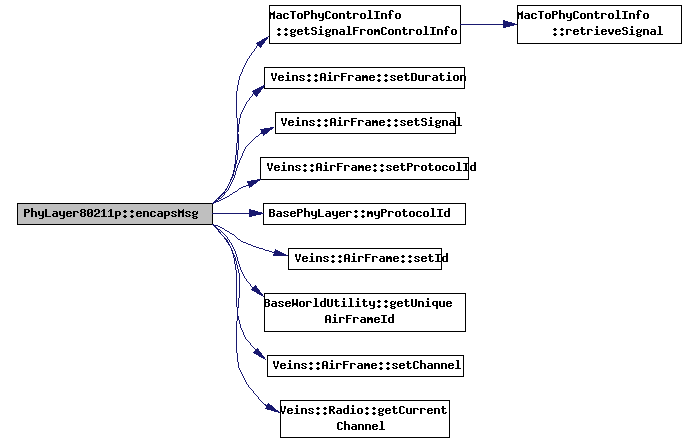 MacToPhyControlInfo
::getSignalFromControlInfo
MacToPhyControlInfo
::retrieveSignal
Veins::AirFrame::setDuration
Veins::AirFrame::setSignal
Veins::AirFrame::setProtocolId
PhyLayer80211p::encapsMsg
BasePhyLayer::myProtocolId
Veins::AirFrame::setId
BaseWorldUtility::getUnique
AirFrameId
Veins::AirFrame::setChannel
Veins::Radio::getCurrent
Channel